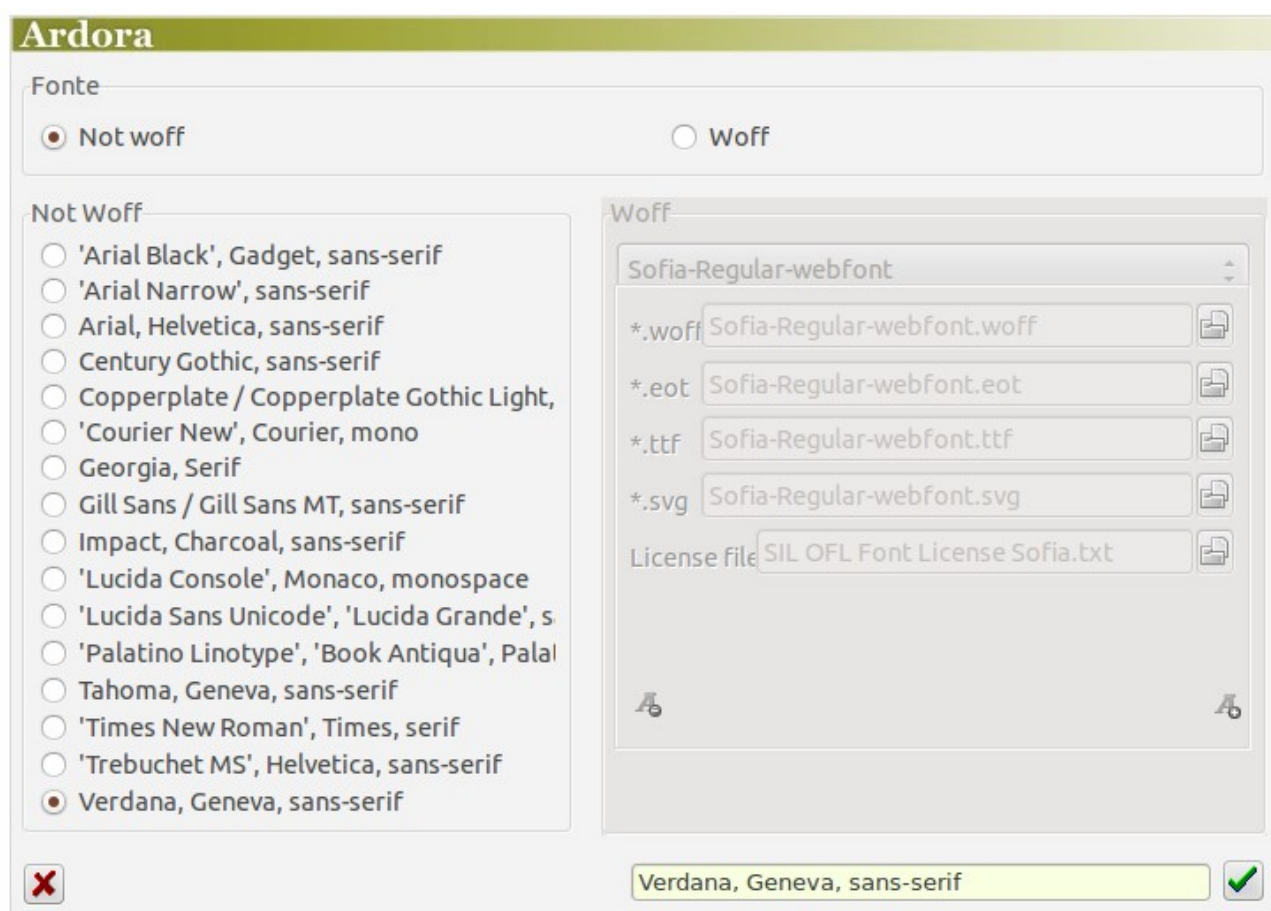 Ardora
Fonte
Not woff
Woff
Not Woff
'Arial Black', Gadget, sans-serif
'Arial Narrow', sans-serif
Arial, Helvetica, sans-serif
Century Gothic, sans-serif
Copperplate / Copperplate Gothic Light,
'Courier New', Courier, mono
Georgia, Serif
Gill Sans / Gill Sans MT, sans-serif
Impact, Charcoal, sans-serif
'Lucida Console', Monaco, monospace
'Lucida Sans Unicode', 'Lucida Grande', s
'Palatino Linotype', 'Book Antiqua', Palat
Tahoma, Geneva, sans-serif
'Times New Roman', Times, serif
'Trebuchet MS', Helvetica, sans-serif
Verdana, Geneva, sans-serif
Woff
Sofia-Regular-webfont
*.woff Sofia-Regular-webfont.woff
*.eot Sofia-Regular-webfont.eot
*.ttf Sofia-Regular-webfont.ttf
*.svg Sofia-Regular-webfont.svg
License file SIL OFL Font License Sofia.txt
Verdana, Geneva, sans-serif